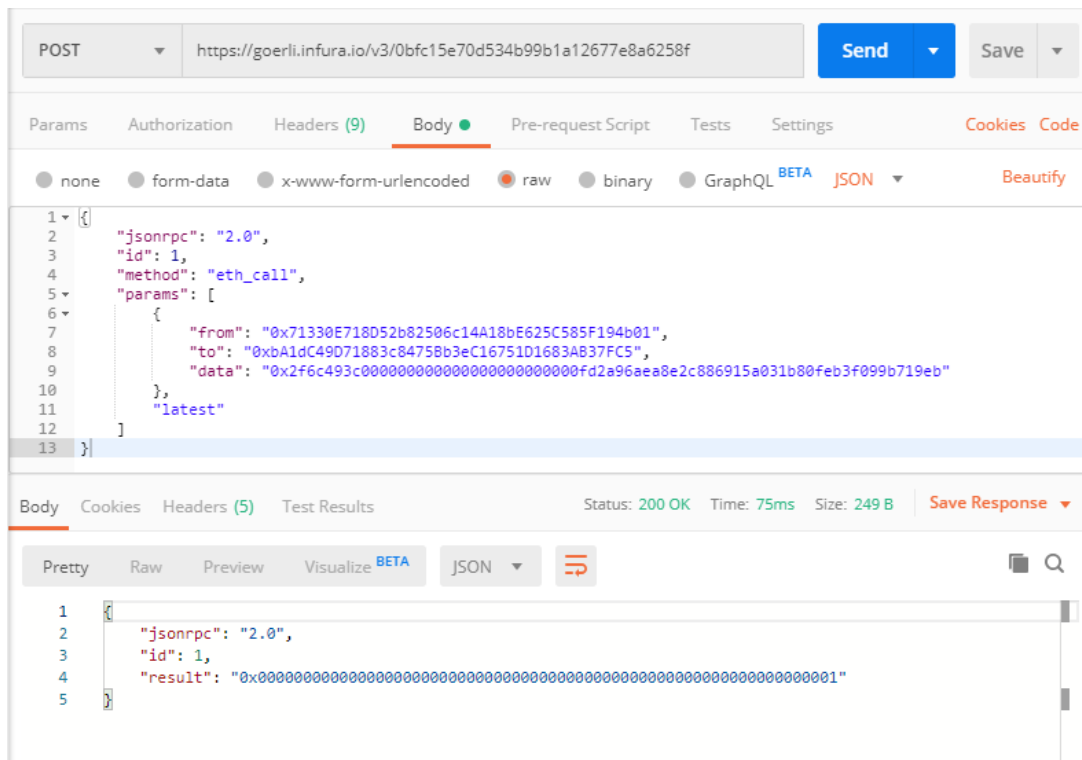 POST https://goerli.infura.io/v3/0bfc15e70d534b99b1a12677e8a6258f Send Save
Params Authorization Headers (9) Body Pre-request Script Tests Settings Cookies Code
none form-data x-www-form-urlencoded raw binary GraphQL BETA JSON Beautify
1 {
2 "jsonrpc": "2.0",
3 "id": 1,
4 "method": "eth_call",
5 "params": [
6 {
7 "from": "0x71330E718D52b82506c14A18bE625C585F194b01",
8 "to": "0xbA1dC49D71883c8475Bb3eC16751D1683AB37FC5",
9 "data": "0x2f6c493c000000000000000000000000fd2a96aea8e2c886915a031b80feb3f099b719eb"
10 },
11 "latest"
12 ]
13 }
Body Cookies Headers (5) Test Results Status: 200 OK Time: 75ms Size: 249 B Save Response
Pretty Raw Preview Visualize BETA JSON
1 {
2 "jsonrpc": "2.0",
3 "id": 1,
4 "result": "0x0000000000000000000000000000000000000000000000000000000000000001"
5 }